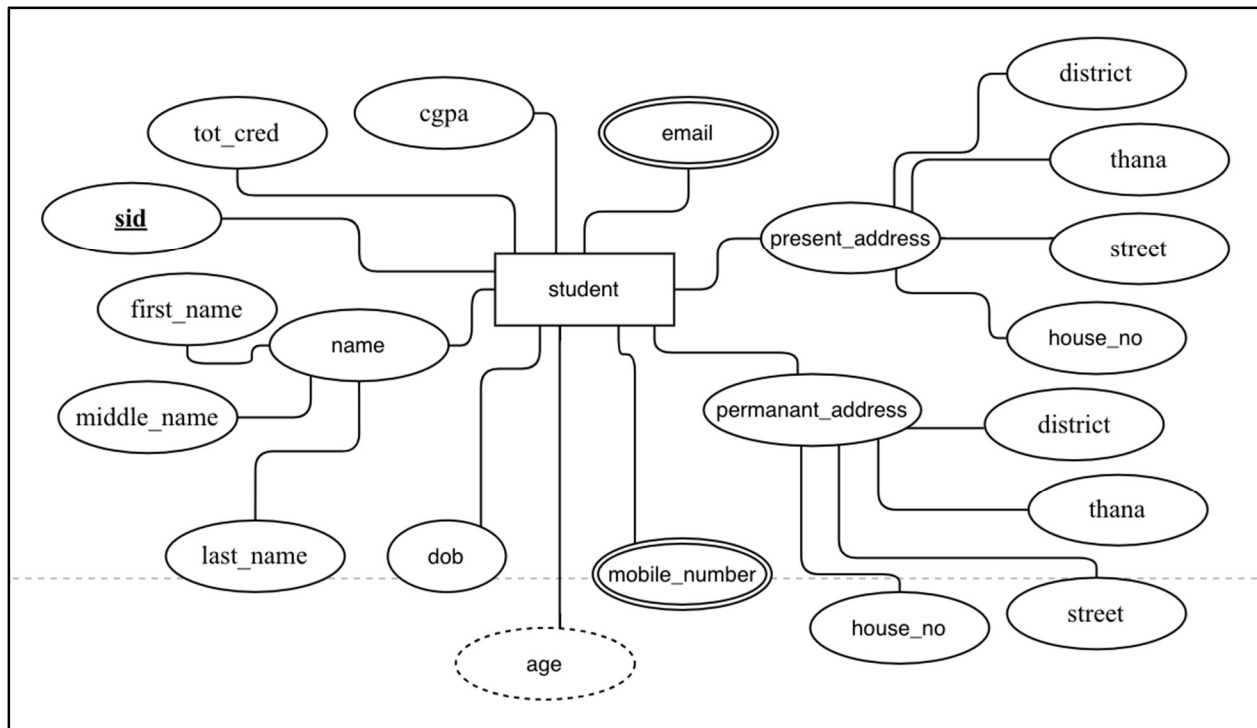 district
cgpa
tot_cred
email
thana
sid
present_address
street
student
first_name
name
house_no
permanant_address
middle_name
district
thana
last_name
dob
mobile_number
street
house_no
age